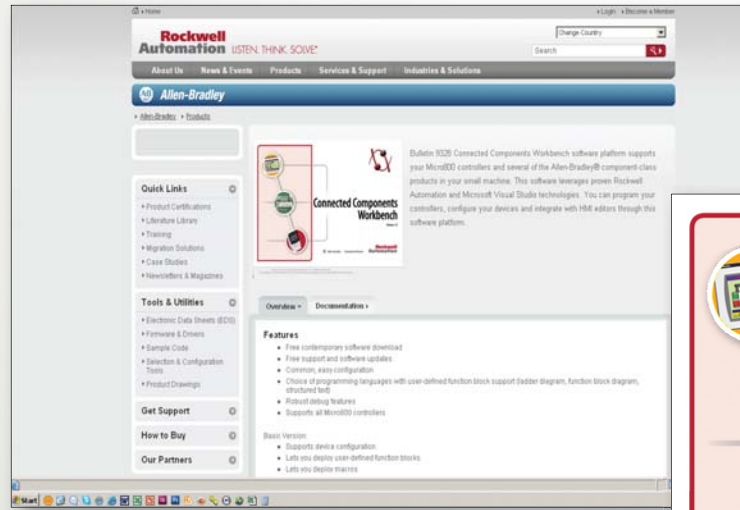 Home
Login Become a Member
Rockwell
Automation LISTEN. THINK. SOLVE.
Change Country
Search
About Us News & Events Products Services & Support Industries & Solutions
AB Allen-Bradley
Allen-Bradley Products
Bulletin 9328 Connected Components Workbench software platform supports
your Micro800 controllers and several of the Allen-Bradley® component-class
products in your small machine. This software leverages proven Rockwell
Automation and Microsoft Visual Studio technologies. You can program your
controllers, configure your devices and integrate with HMI editors through this
software platform.
Connected Components
Workbench
Rockwell
Automation
Quick Links
Product Certifications
Literature Library
Training
Migration Solutions
Case Studies
Newsletters & Magazines
Tools & Utilities
Electronic Data Sheets (EDS)
Firmware & Drivers
Sample Code
Selection & Configuration
Tools
Product Drawings
Get Support
How to Buy
Our Partners
Overview Documentation
Features
Free contemporary software download
Free support and software updates
Common, easy configuration
Choice of programming languages with user-defined function block support (ladder diagram, function block diagram,
structured text)
Robust debug features
Supports all Micro800 controllers
Basic Version:
Supports device configuration
Lets you deploy user-defined function blocks
Lets you deploy macros
Start